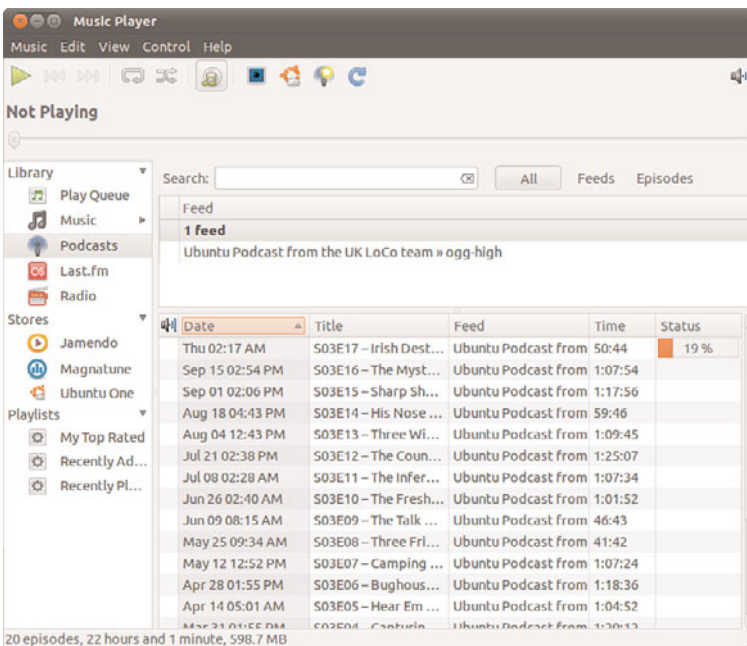 Music Player
Music Edit View Control Help
Not Playing
Library
Play Queue
Music
Podcasts
Last.fm
Radio
Stores
Jamendo
Magnatune
Ubuntu One
Playlists
My Top Rated
Recently Ad...
Recently Pl...
Search: All Feeds Episodes
Feed
1 feed
Ubuntu Podcast from the UK LoCo team » ogg-high
Date Title Feed Time Status
Thu 02:17 AM S03E17 – Irish Dest... Ubuntu Podcast from 50:44 19 %
Sep 15 02:54 PM S03E16 – The Myst... Ubuntu Podcast from 1:07:54
Sep 01 02:06 PM S03E15 – Sharp Sh... Ubuntu Podcast from 1:17:56
Aug 18 04:43 PM S03E14 – His Nose ... Ubuntu Podcast from 59:46
Aug 04 12:43 PM S03E13 – Three Wi... Ubuntu Podcast from 1:09:45
Jul 21 02:38 PM S03E12 – The Coun... Ubuntu Podcast from 1:25:07
Jul 08 02:28 AM S03E11 – The Infer... Ubuntu Podcast from 1:07:34
Jun 26 02:40 AM S03E10 – The Fresh... Ubuntu Podcast from 1:01:52
Jun 09 08:15 AM S03E09 – The Talk ... Ubuntu Podcast from 46:43
May 25 09:34 AM S03E08 – Three Fri... Ubuntu Podcast from 41:42
May 12 12:52 PM S03E07 – Camping ... Ubuntu Podcast from 1:07:24
Apr 28 01:55 PM S03E06 – Bughous... Ubuntu Podcast from 1:18:36
Apr 14 05:01 AM S03E05 – Hear Em ... Ubuntu Podcast from 1:04:52
Mar 31 01:55 PM S03E04 – Ubuntu Podcast from
20 episodes, 22 hours and 1 minute, 598.7 MB